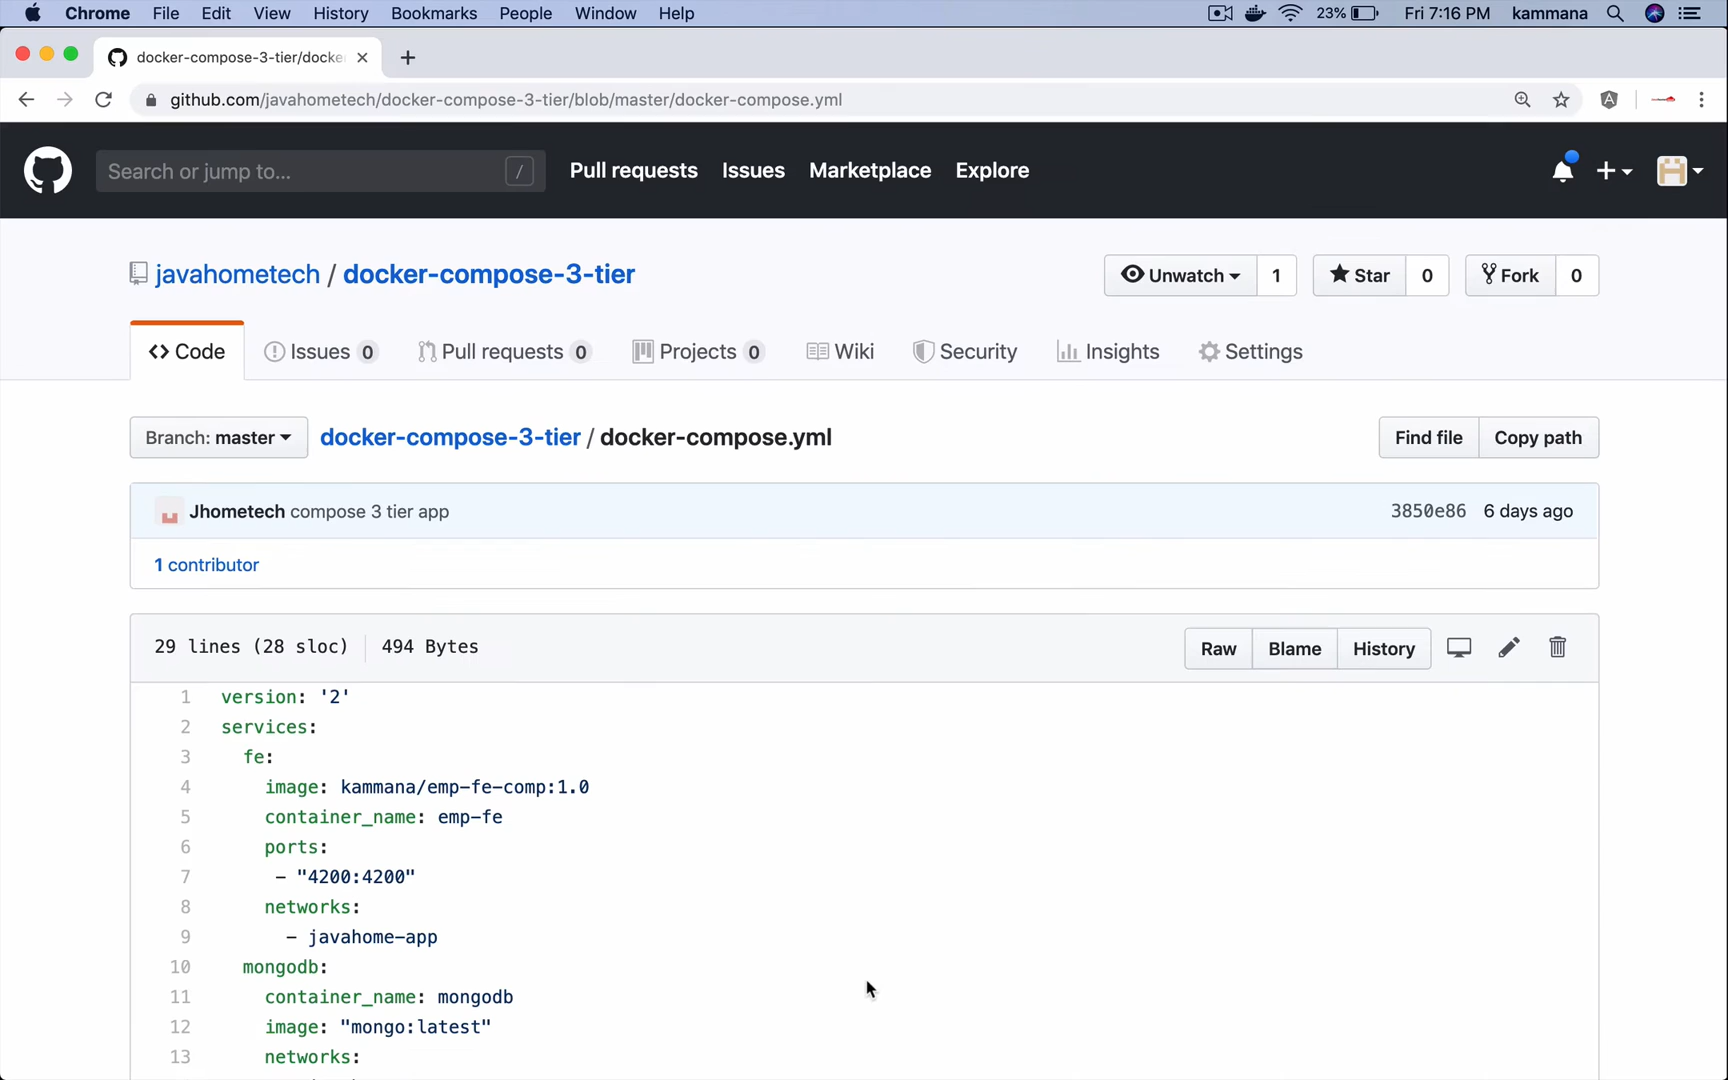 Chrome File Edit View History Bookmarks People Window Help 23% Fri 7:16 PM kammana
docker-compose-3-tier/docke
github.com/javahometech/docker-compose-3-tier/blob/master/docker-compose.yml
Search or jump to... / Pull requests Issues Marketplace Explore
javahometech / docker-compose-3-tier Unwatch 1 Star 0 Fork 0
Code Issues 0 Pull requests 0 Projects 0 Wiki Security Insights Settings
Branch: master docker-compose-3-tier / docker-compose.yml Find file Copy path
Jhometech compose 3 tier app 3850e86 6 days ago
1 contributor
29 lines (28 sloc) 494 Bytes Raw Blame History
1 version: '2'
2 services:
3 fe:
4 image: kammana/emp-fe-comp:1.0
5 container_name: emp-fe
6 ports:
7 - "4200:4200"
8 networks:
9 - javahome-app
10 mongodb:
11 container_name: mongodb
12 image: "mongo:latest"
13 networks: